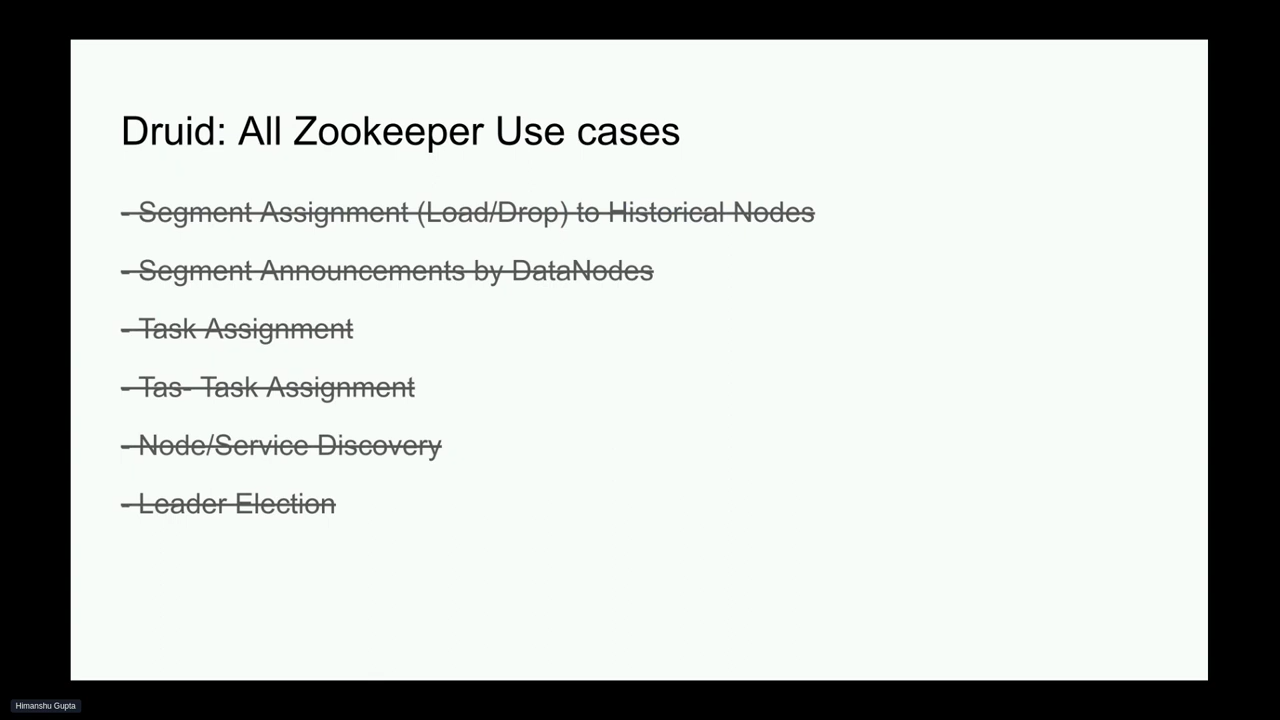 Druid: All Zookeeper Use cases
- Segment Assignment (Load/Drop) to Historical Nodes
- Segment Announcements by DataNodes
- Task Assignment
- Tas- Task Assignment
- Node/Service Discovery
- Leader Election
Himanshu Gupta